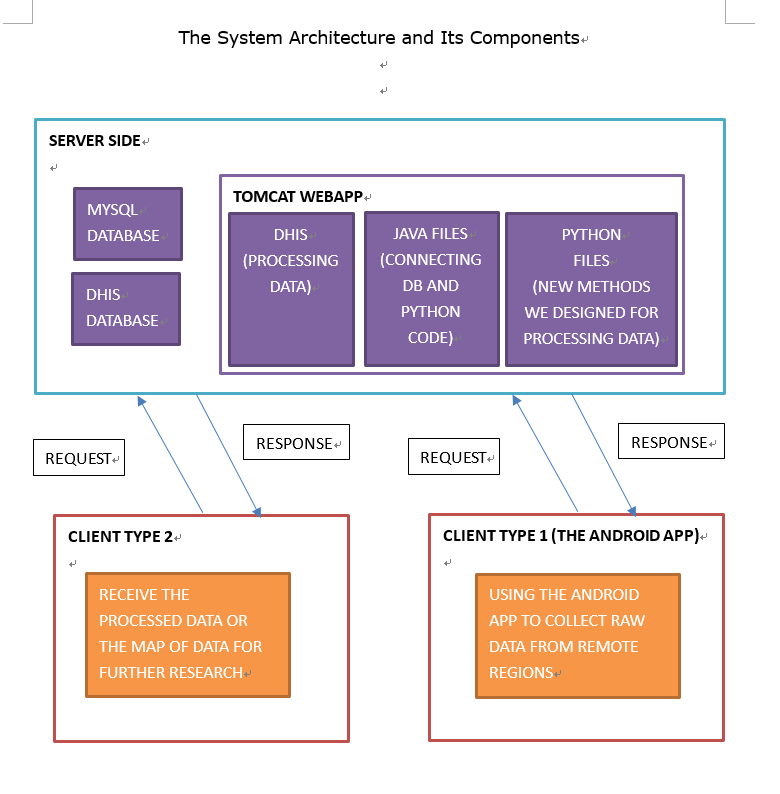 The System Architecture and Its Components
SERVER SIDE
MYSQL
DATABASE
DHIS
DATABASE
TOMCAT WEBAPP
DHIS
(PROCESSING
DATA)
JAVA FILES
(CONNECTING
DB AND
PYTHON
CODE)
PYTHON
FILES
(NEW METHODS
WE DESIGNED FOR
PROCESSING DATA)
REQUEST
RESPONSE
REQUEST
RESPONSE
CLIENT TYPE 2
RECEIVE THE
PROCESSED DATA OR
THE MAP OF DATA FOR
FURTHER RESEARCH
CLIENT TYPE 1 (THE ANDROID APP)
USING THE ANDROID
APP TO COLLECT RAW
DATA FROM REMOTE
REGIONS